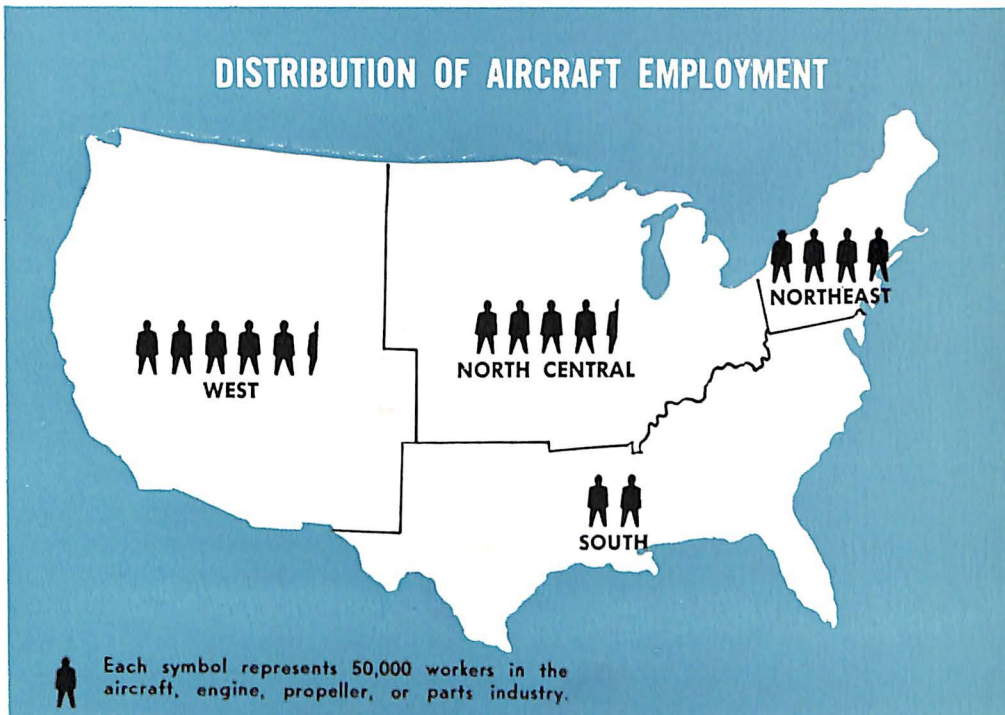 DISTRIBUTION OF AIRCRAFT EMPLOYMENT
WEST
NORTH CENTRAL
NORTHEAST
SOUTH
Each symbol represents 50,000 workers in the
aircraft, engine, propeller, or parts industry.